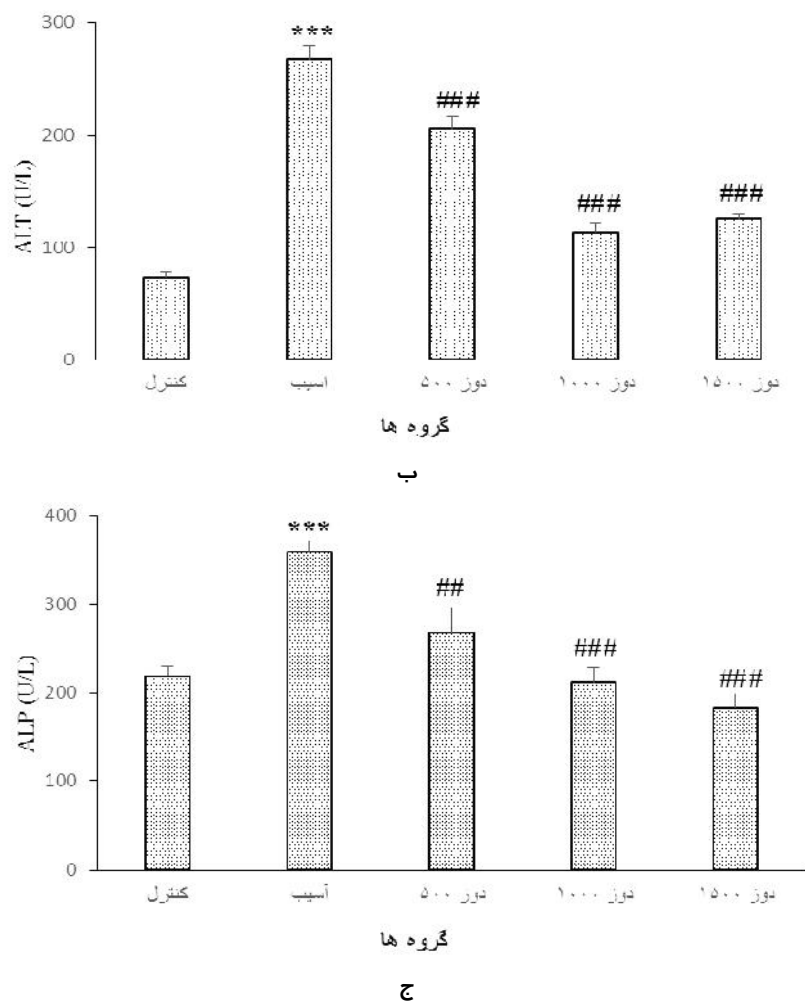 300
200
100
0
ALT (U/L)
***
###
###
###
کنترل
اسیب
دوز ۵۰۰
دوز ۱۰۰۰
دوز ۱۵۰۰
گروه ها
ب
400
300
200
100
0
ALP (U/L)
***
##
###
###
کنترل
آسیب
دوز ۵۰۰
دوز ۱۰۰۰
دوز ۱۵۰۰
گروه ها
ج